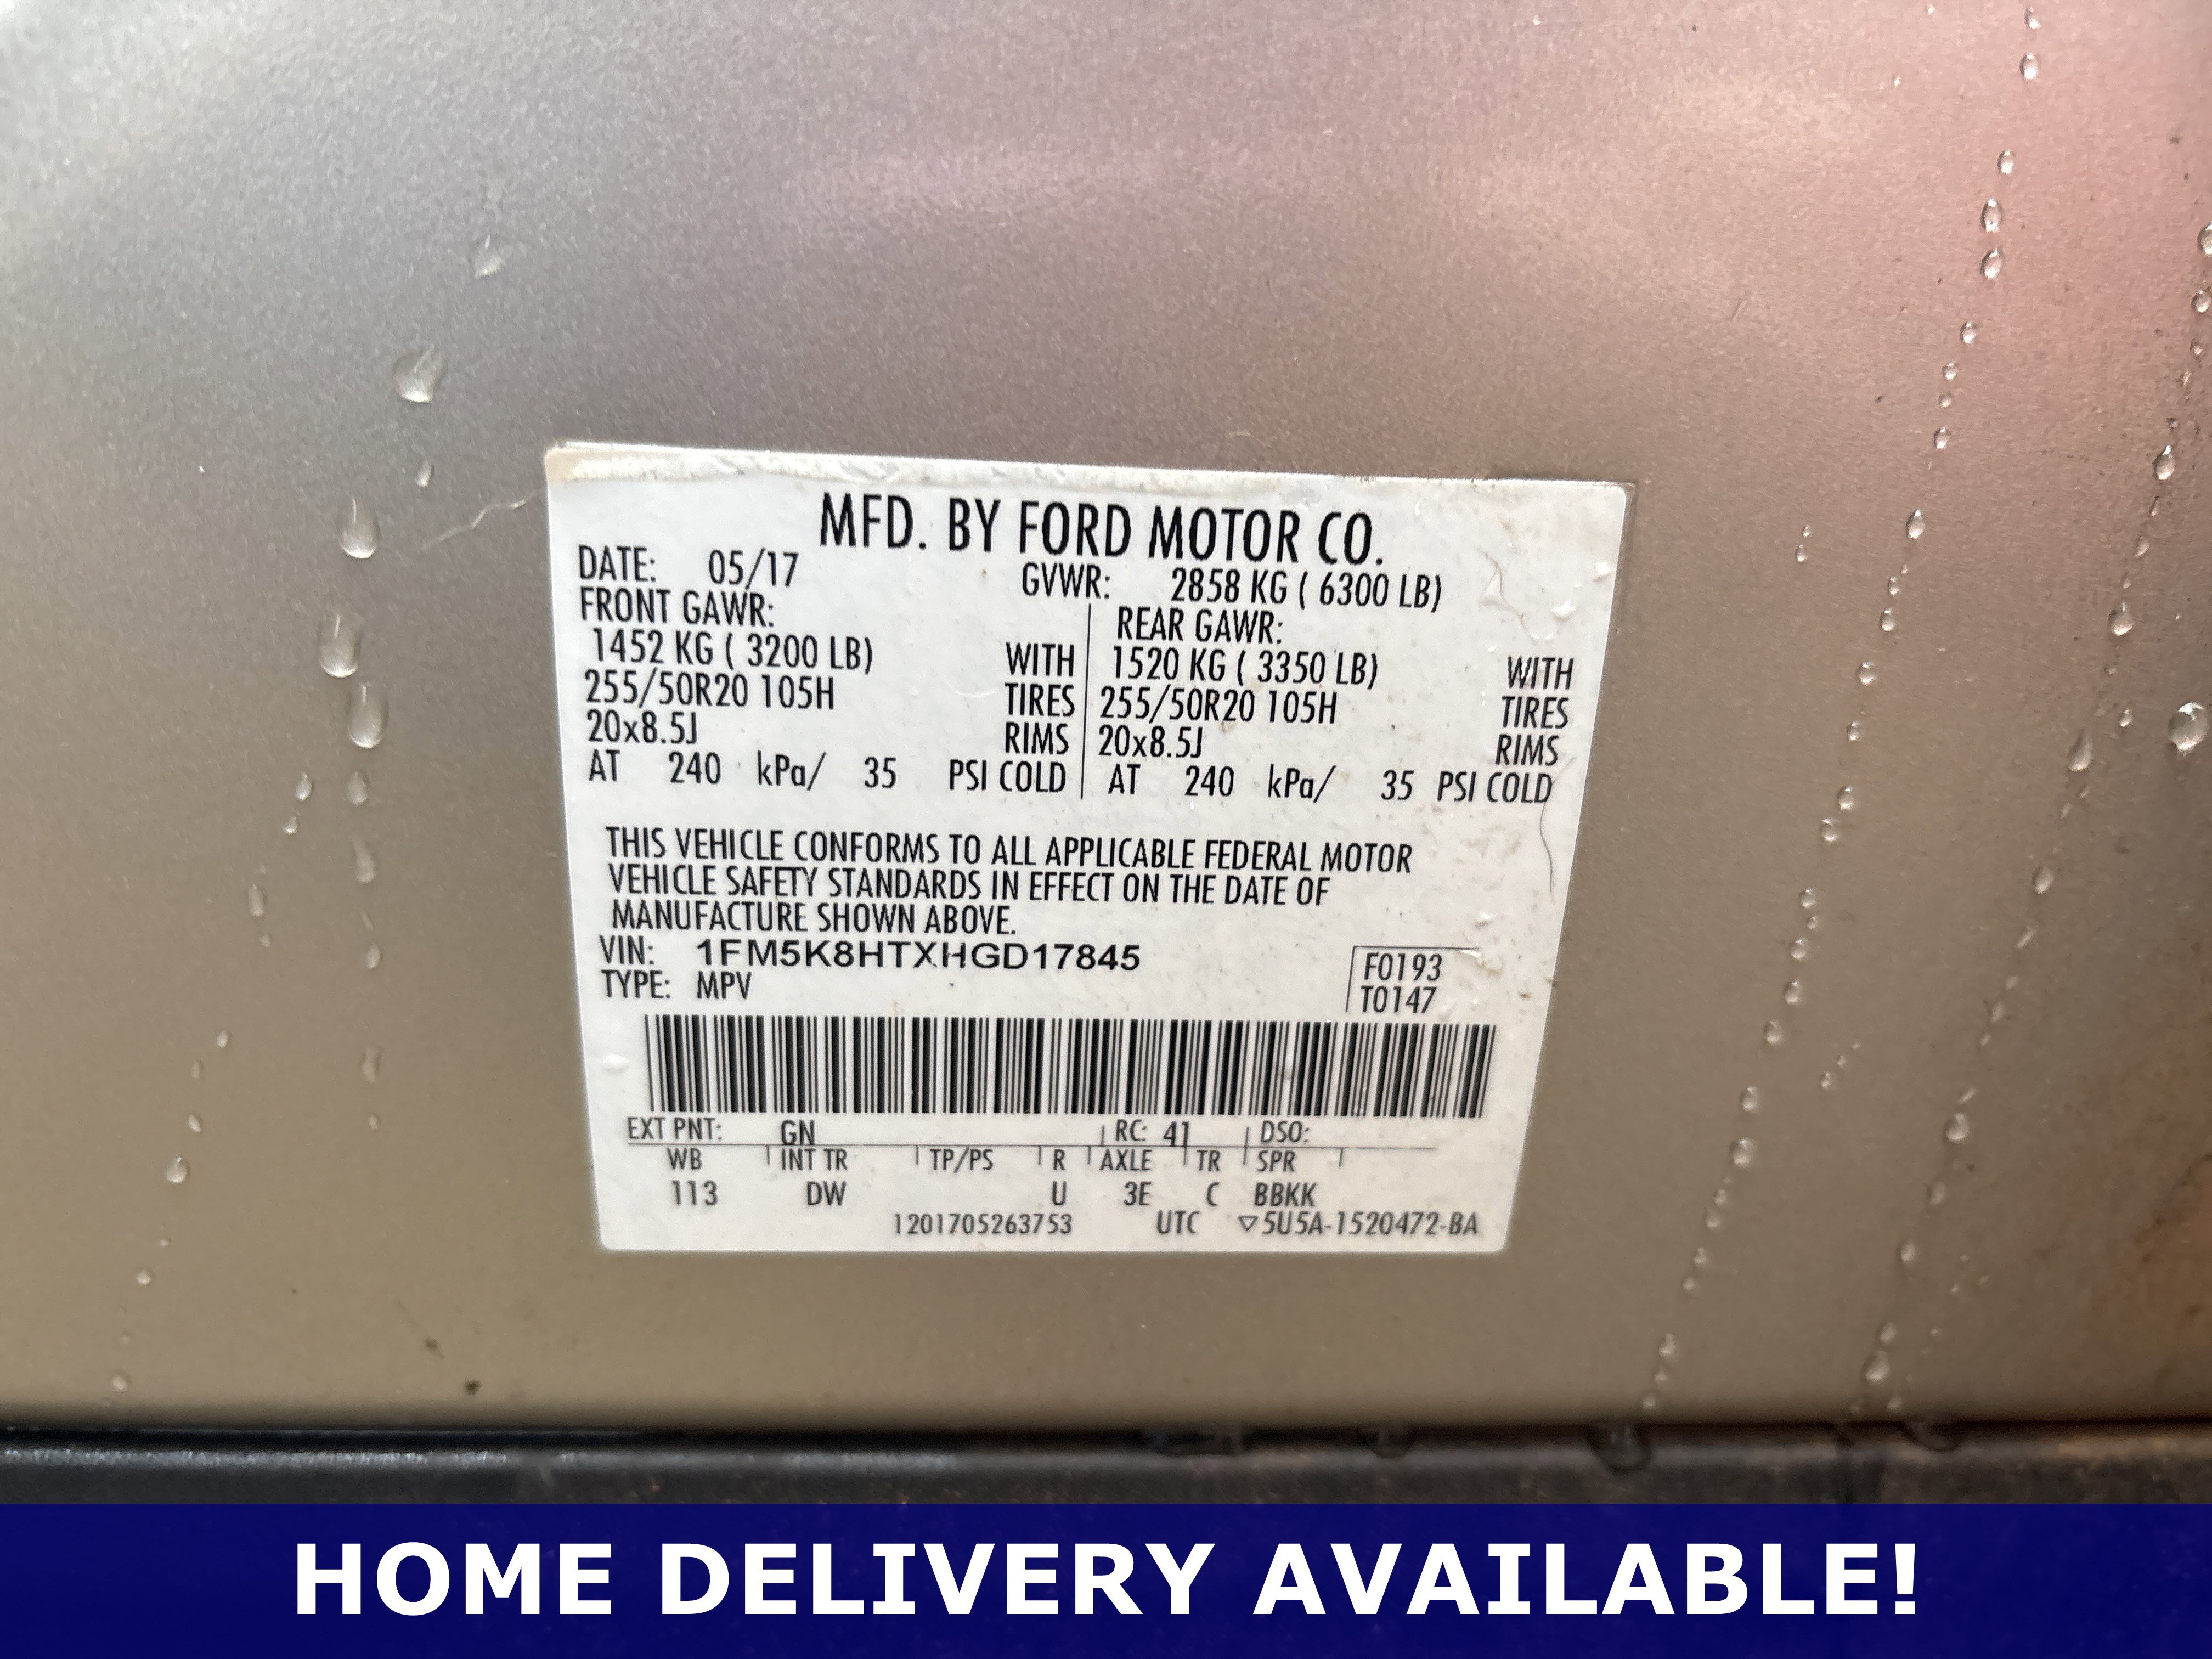 MFD. BY FORD MOTOR CO.
DATE: 05/17 GVWR: 2858 KG ( 6300 LB)
FRONT GAWR: REAR GAWR:
1452 KG ( 3200 LB) WITH 1520 KG ( 3350 LB) WITH
255/50R20 105H TIRES 255/50R20 105H TIRES
20x8.5J RIMS 20x8.5J RIMS
AT 240 kPa/ 35 PSI COLD AT 240 kPa/ 35 PSI COLD
THIS VEHICLE CONFORMS TO ALL APPLICABLE FEDERAL MOTOR
VEHICLE SAFETY STANDARDS IN EFFECT ON THE DATE OF
MANUFACTURE SHOWN ABOVE.
VIN: 1FM5K8HTXHGD17845 F0193
TYPE: MPV T0147
EXT PNT: GN RC: 41 DSO:
WB INT TR TP/PS R AXLE TR SPR
113 DW U 3E C BBKK
1201705263753 UTC ▽5U5A-1520472-BA
HOME DELIVERY AVAILABLE!